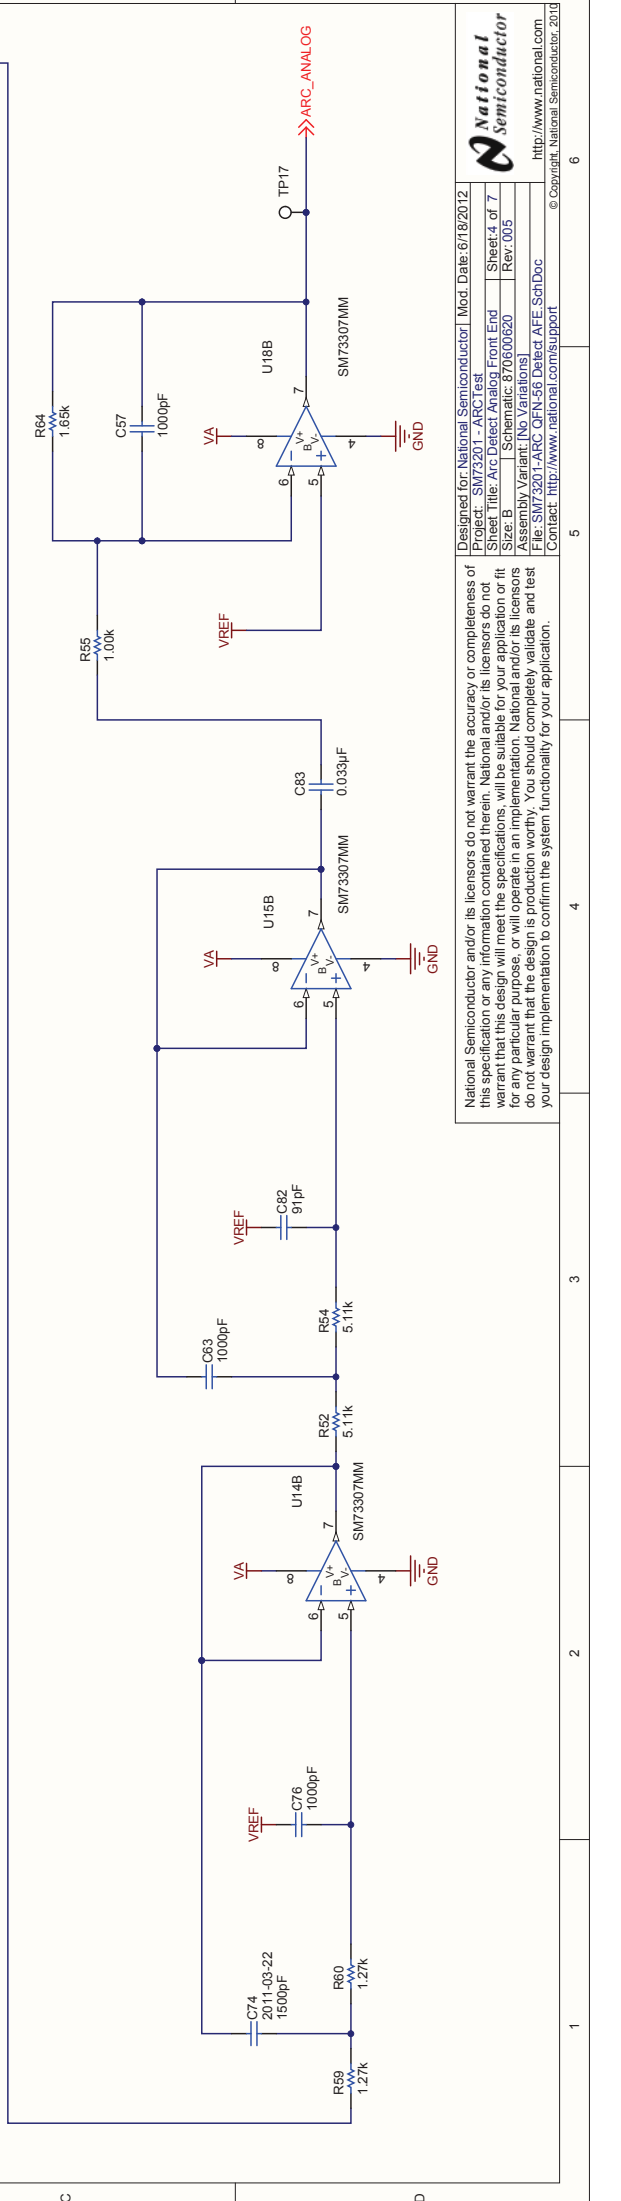 ARC_ANALOG
TP17
R64
1.65k
C57
1000pF
U18B
SM73307MM
VA
8
V+
B
V-
7
6
5
4
GND
VREF
R55
1.00k
C83
0.033µF
U15B
SM73307MM
VA
8
V+
B
V-
7
6
5
4
GND
VREF
C82
91pF
C63
1000pF
R54
5.11k
R52
5.11k
U14B
SM73307MM
VA
8
V+
B
V-
7
6
5
4
GND
VREF
C76
1000pF
C74
2011-03-22
1500pF
R60
1.27k
R59
1.27k
National Semiconductor and/or its licensors do not warrant the accuracy or completeness of
this specification or any information contained therein. National and/or its licensors do not
warrant that this design will meet the specifications, will be suitable for your application or fit
for any particular purpose, or will operate in an implementation. National and/or its licensors
do not warrant that the design is production worthy. You should completely validate and test
your design implementation to confirm the system functionality for your application.
Designed for: National Semiconductor Mod. Date: 6/18/2012
Project: SM73201 - ARCTest
Sheet Title: Arc Detect Analog Front End Sheet: 4 of 7
Size: B Schematic: 870600620 Rev: 005
Assembly Variant: [No Variations]
File: SM73201-ARC QFN-56 Detect AFE.SchDoc
Contact: http://www.national.com/support
National
Semiconductor
http://www.national.com
© Copyright, National Semiconductor, 2010
1
2
3
4
5
6
C
D